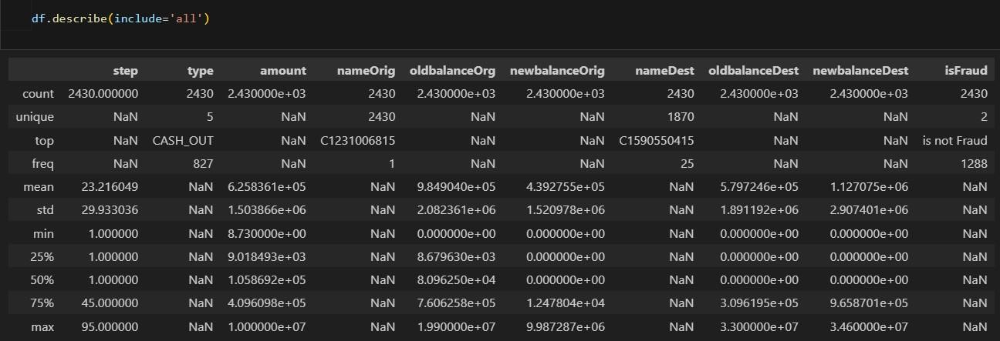 df.describe(include='all')
step type amount nameOrig oldbalanceOrg newbalanceOrig nameDest oldbalanceDest newbalanceDest isFraud
count 2430.000000 2430 2.430000e+03 2430 2.430000e+03 2.430000e+03 2430 2.430000e+03 2.430000e+03 2430
unique NaN 5 NaN 2430 NaN NaN 1870 NaN NaN 2
top NaN CASH_OUT NaN C1231006815 NaN NaN C1590550415 NaN NaN is not Fraud
freq NaN 827 NaN 1 NaN NaN 25 NaN NaN 1288
mean 23.216049 NaN 6.258361e+05 NaN 9.849040e+05 4.392755e+05 NaN 5.797246e+05 1.127075e+06 NaN
std 29.933036 NaN 1.503866e+06 NaN 2.082361e+06 1.520978e+06 NaN 1.891192e+06 2.907401e+06 NaN
min 1.000000 NaN 8.730000e+00 NaN 0.000000e+00 0.000000e+00 NaN 0.000000e+00 0.000000e+00 NaN
25% 1.000000 NaN 9.018493e+03 NaN 8.679630e+03 0.000000e+00 NaN 0.000000e+00 0.000000e+00 NaN
50% 1.000000 NaN 1.058692e+05 NaN 8.096250e+04 0.000000e+00 NaN 0.000000e+00 0.000000e+00 NaN
75% 45.000000 NaN 4.096098e+05 NaN 7.606258e+05 1.247804e+04 NaN 3.096195e+05 9.658701e+05 NaN
max 95.000000 NaN 1.000000e+07 NaN 1.990000e+07 9.987287e+06 NaN 3.300000e+07 3.460000e+07 NaN